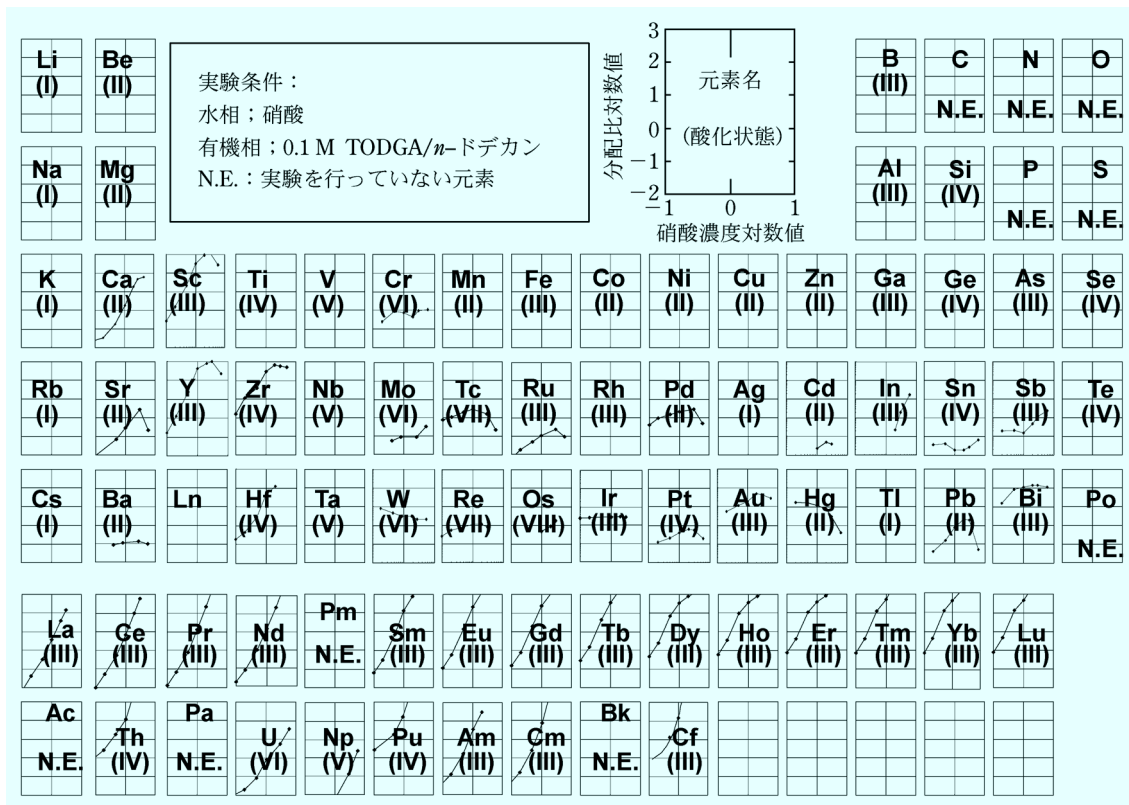 Li
(I)
Be
(II)
実験条件：
水相；硝酸
有機相；0.1 M TODGA/n–ドデカン
N.E.：実験を行っていない元素
分配比対数値
3
2
1
0
−1
−2
元素名
(酸化状態)
−1 0 1
硝酸濃度対数値
B
(III)
C
N.E.
N
N.E.
O
N.E.
Na
(I)
Mg
(II)
Al
(III)
Si
(IV)
P
N.E.
S
N.E.
K
(I)
Ca
(II)
Sc
(III)
Ti
(IV)
V
(V)
Cr
(VI)
Mn
(II)
Fe
(III)
Co
(II)
Ni
(II)
Cu
(II)
Zn
(II)
Ga
(III)
Ge
(IV)
As
(III)
Se
(IV)
Rb
(I)
Sr
(II)
Y
(III)
Zr
(IV)
Nb
(V)
Mo
(VI)
Tc
(VII)
Ru
(III)
Rh
(III)
Pd
(II)
Ag
(I)
Cd
(II)
In
(III)
Sn
(IV)
Sb
(III)
Te
(IV)
Cs
(I)
Ba
(II)
Ln
Hf
(IV)
Ta
(V)
W
(VI)
Re
(VII)
Os
(VIII)
Ir
(III)
Pt
(IV)
Au
(III)
Hg
(II)
Tl
(I)
Pb
(II)
Bi
(III)
Po
N.E.
La
(III)
Ce
(III)
Pr
(III)
Nd
(III)
Pm
N.E.
Sm
(III)
Eu
(III)
Gd
(III)
Tb
(III)
Dy
(III)
Ho
(III)
Er
(III)
Tm
(III)
Yb
(III)
Lu
(III)
Ac
N.E.
Th
(IV)
Pa
N.E.
U
(VI)
Np
(V)
Pu
(IV)
Am
(III)
Cm
(III)
Bk
N.E.
Cf
(III)